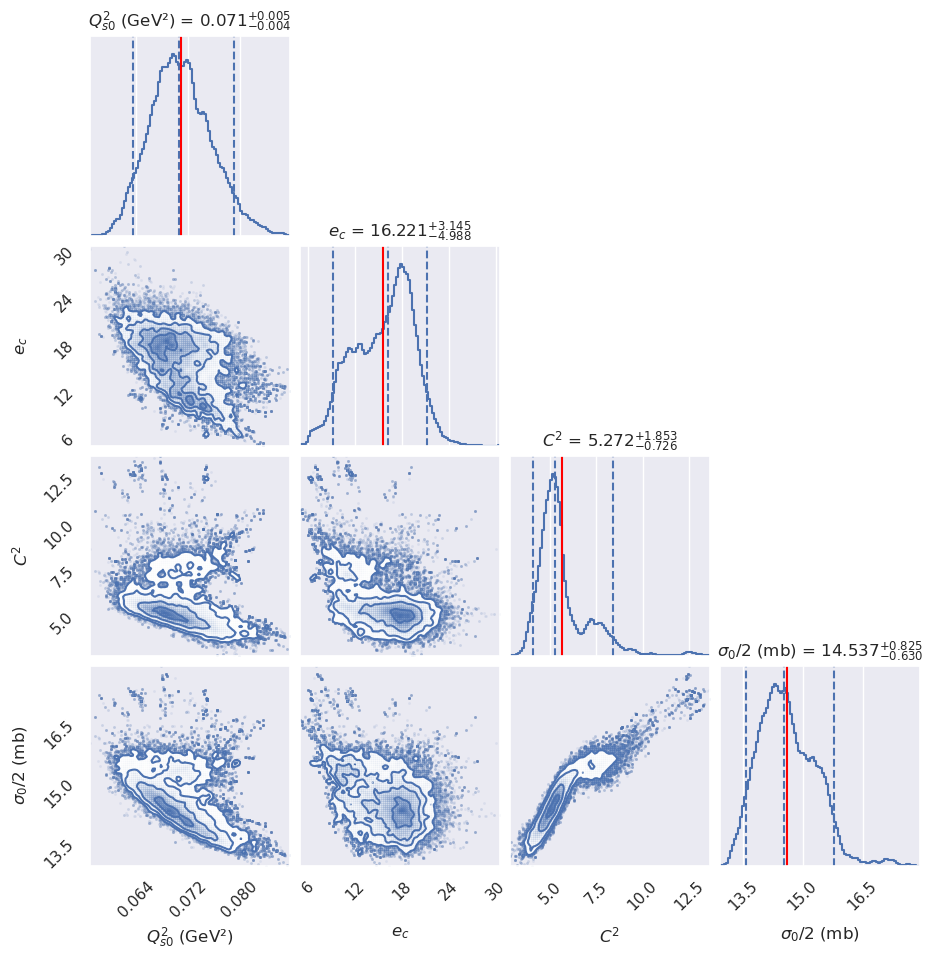 Q²ₛ₀ (GeV²) = 0.071⁺⁰·⁰⁰⁵₋₀.₀₀₄
e_c = 16.221⁺³·¹⁴⁵₋₄.₉₈₈
30
24
18
12
6
e_c
C² = 5.272⁺¹·⁸⁵³₋₀.₇₂₆
12.5
10.0
7.5
5.0
C²
σ₀/2 (mb) = 14.537⁺⁰·⁸²⁵₋₀.₆₃₀
16.5
15.0
13.5
σ₀/2 (mb)
0.064 0.072 0.080
Q²ₛ₀ (GeV²)
6 12 18 24 30
e_c
5.0 7.5 10.0 12.5
C²
13.5 15.0 16.5
σ₀/2 (mb)